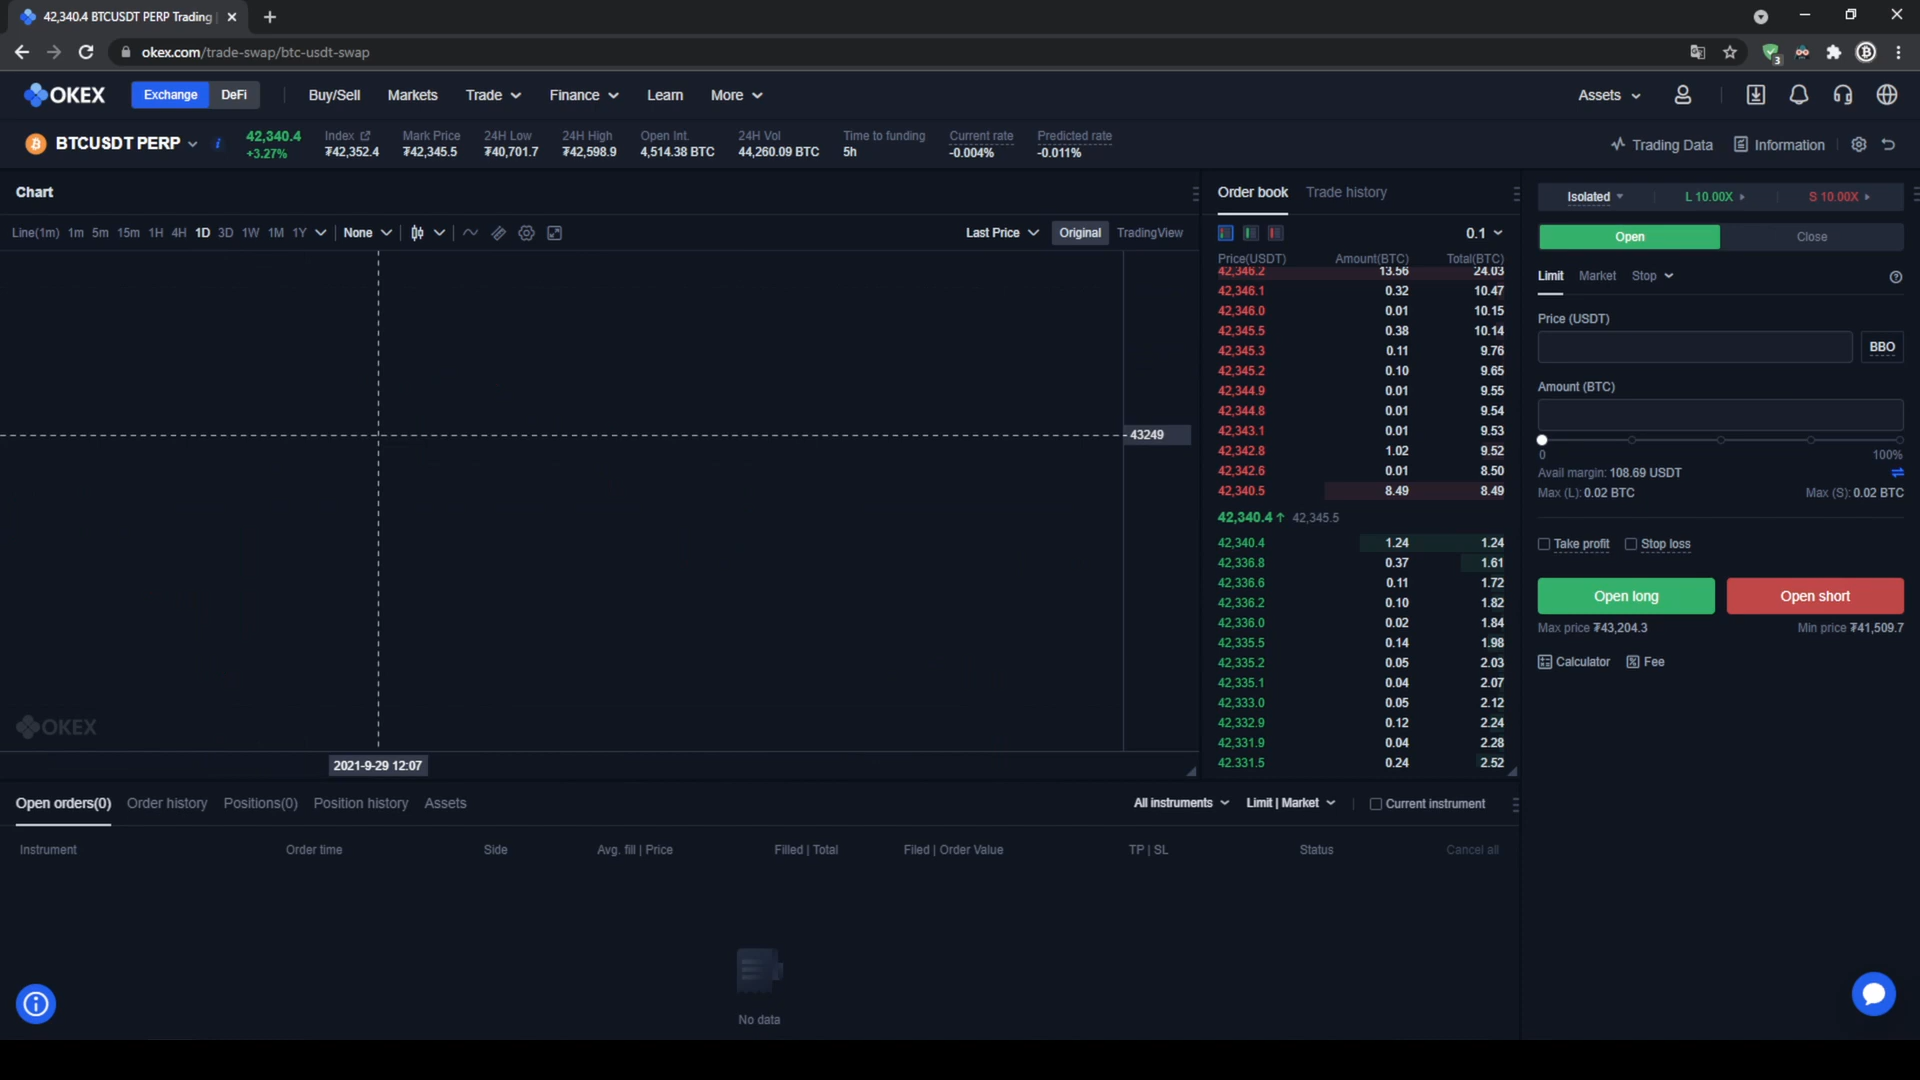 42,340.4 BTCUSDT PERP Trading
okex.com/trade-swap/btc-usdt-swap
3
OKEX Exchange DeFi Buy/Sell Markets Trade Finance Learn More Assets
BTCUSDT PERP 42,340.4 +3.27%
Index ₮42,352.4
Mark Price ₮42,345.5
24H Low ₮40,701.7
24H High ₮42,598.9
Open Int. 4,514.38 BTC
24H Vol 44,260.09 BTC
Time to funding 5h
Current rate -0.004%
Predicted rate -0.011%
Trading Data Information
Chart
Line(1m) 1m 5m 15m 1H 4H 1D 3D 1W 1M 1Y None Last Price Original TradingView
43249
OKEX
2021-9-29 12:07
Order book Trade history
0.1
Price(USDT) Amount(BTC) Total(BTC)
42,346.2 13.56 24.03
42,346.1 0.32 10.47
42,346.0 0.01 10.15
42,345.5 0.38 10.14
42,345.3 0.11 9.76
42,345.2 0.10 9.65
42,344.9 0.01 9.55
42,344.8 0.01 9.54
42,343.1 0.01 9.53
42,342.8 1.02 9.52
42,342.6 0.01 8.50
42,340.5 8.49 8.49
42,340.4↑ 42,345.5
42,340.4 1.24 1.24
42,336.8 0.37 1.61
42,336.6 0.11 1.72
42,336.2 0.10 1.82
42,336.0 0.02 1.84
42,335.5 0.14 1.98
42,335.2 0.05 2.03
42,335.1 0.04 2.07
42,333.0 0.05 2.12
42,332.9 0.12 2.24
42,331.9 0.04 2.28
42.331.5 0.24 2.52
Isolated L 10.00X S 10.00X
Open Close
Limit Market Stop
Price (USDT)
BBO
Amount (BTC)
0 100%
Avail margin: 108.69 USDT
Max (L): 0.02 BTC Max (S): 0.02 BTC
Take profit Stop loss
Open long Open short
Max price ₮43,204.3 Min price ₮41,509.7
Calculator Fee
Open orders(0) Order history Positions(0) Position history Assets All instruments Limit | Market Current instrument
Instrument Order time Side Avg. fill | Price Filled | Total Filed | Order Value TP | SL Status Cancel all
No data